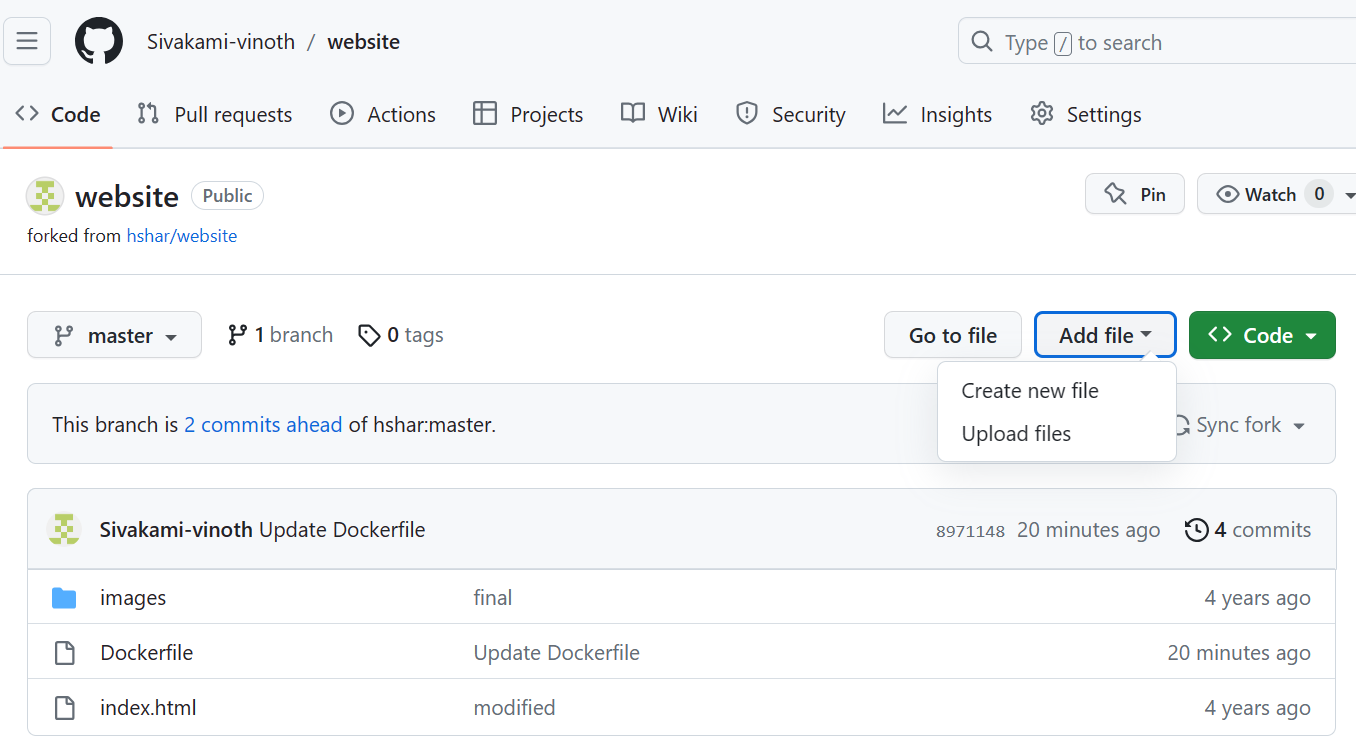 Sivakami-vinoth / website
Type / to search
Code Pull requests Actions Projects Wiki Security Insights Settings
website Public
Pin Watch 0
forked from hshar/website
master 1 branch 0 tags Go to file Add file Code
Create new file
Upload files
This branch is 2 commits ahead of hshar:master.
Sync fork
Sivakami-vinoth Update Dockerfile 8971148 20 minutes ago 4 commits
images final 4 years ago
Dockerfile Update Dockerfile 20 minutes ago
index.html modified 4 years ago